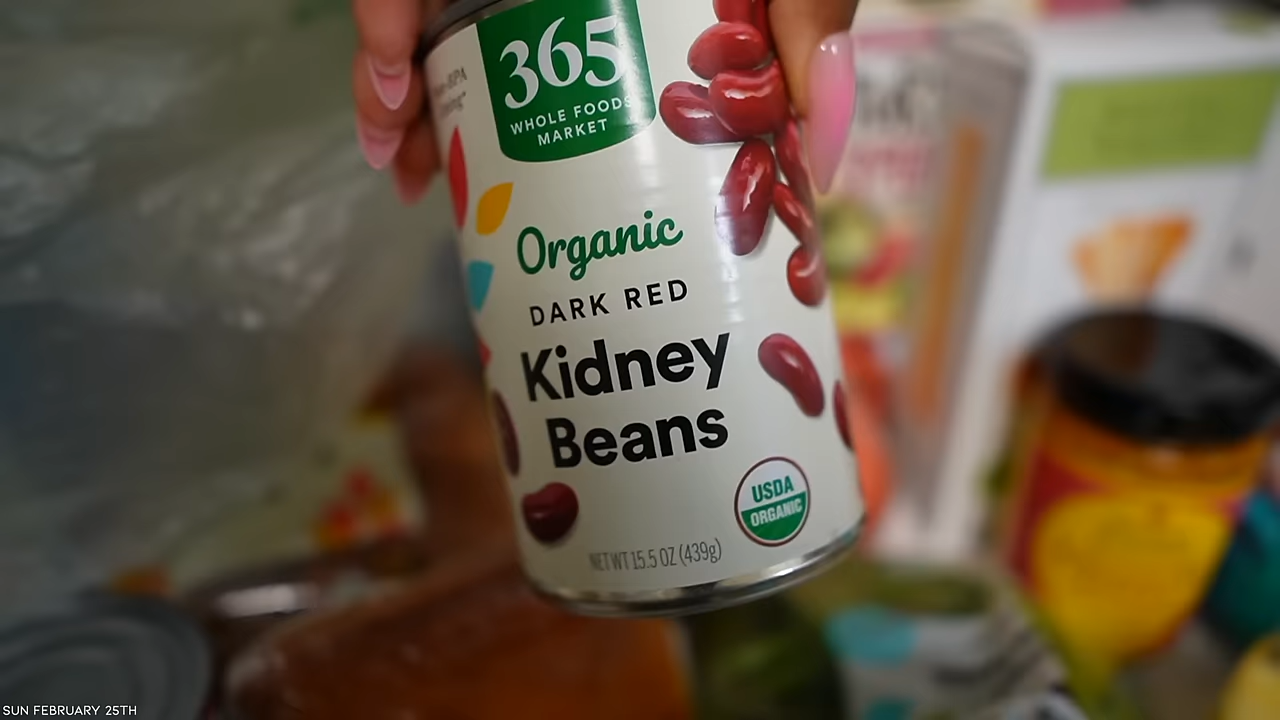 365
WHOLE FOODS
MARKET
Organic
DARK RED
Kidney
Beans
USDA
ORGANIC
NET WT 15.5 OZ (439g)
SUN FEBRUARY 25TH